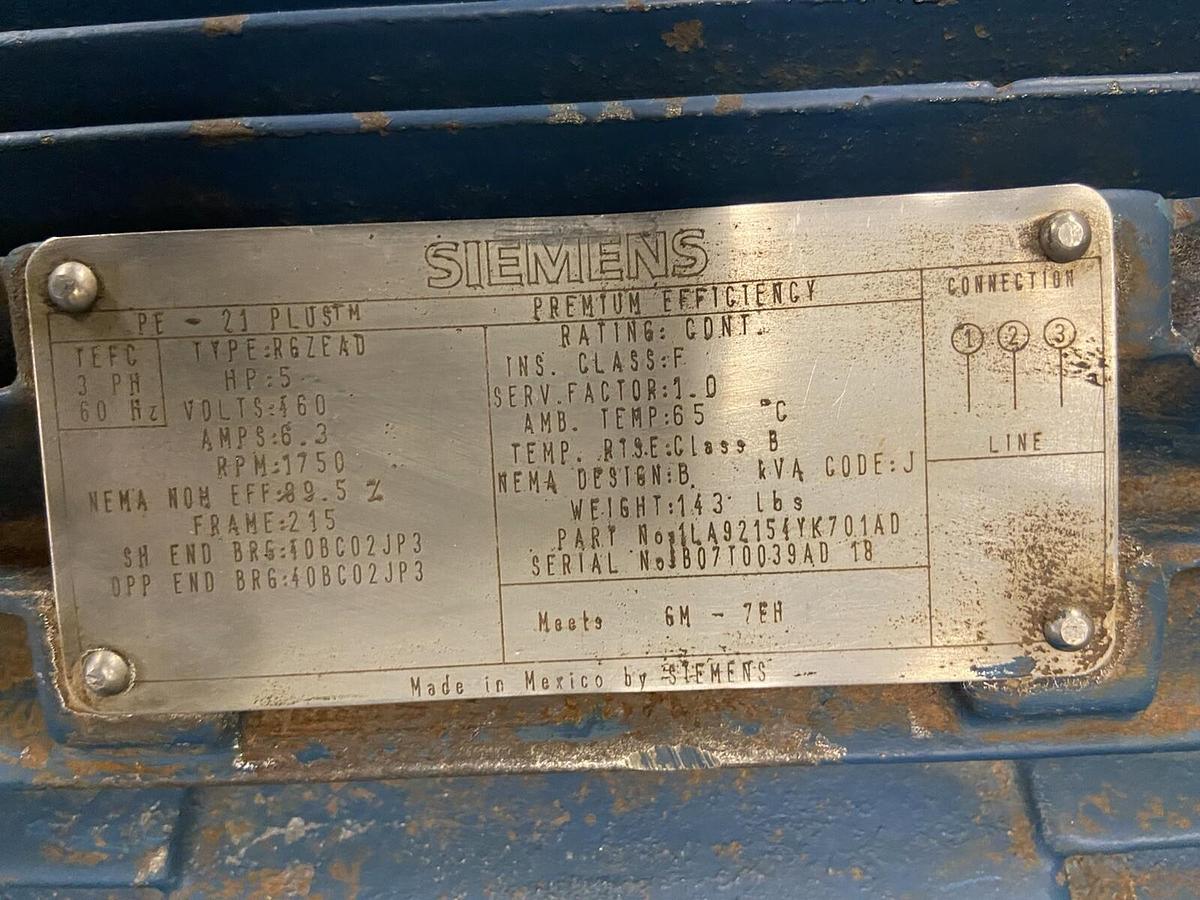 SIEMENS
PE - 21 PLUS™
PREMIUM EFFICIENCY
TEFC
3 PH
60 Hz
TYPE:RGZEAD
HP:5
VOLTS:460
AMPS:6.3
RPM:1750
NEMA NOM EFF:89.5 %
FRAME:215
SH END BRG:40BC02JP3
OPP END BRG:40BC02JP3
RATING: CONT.
INS. CLASS:F
SERV.FACTOR:1.0
AMB. TEMP:65 °C
TEMP. RISE:Class B
NEMA DESIGN:B kVA CODE:J
WEIGHT:143 lbs
PART No:1LA92154YK701AD
SERIAL No:B07T0039AD 18
Meets GM - 7EH
CONNECTION
1 2 3
LINE
Made in Mexico by SIEMENS